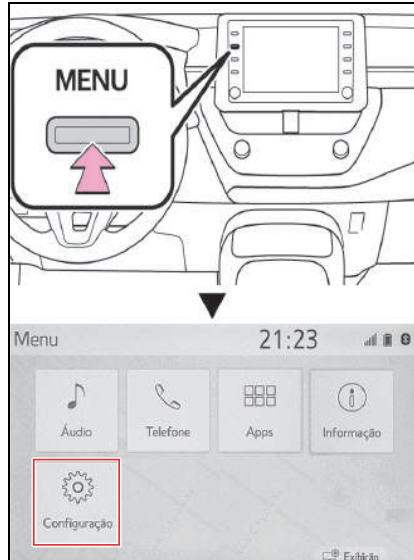 MENU
Menu 21:23
Áudio Telefone Apps Informação
Configuração
Exibição